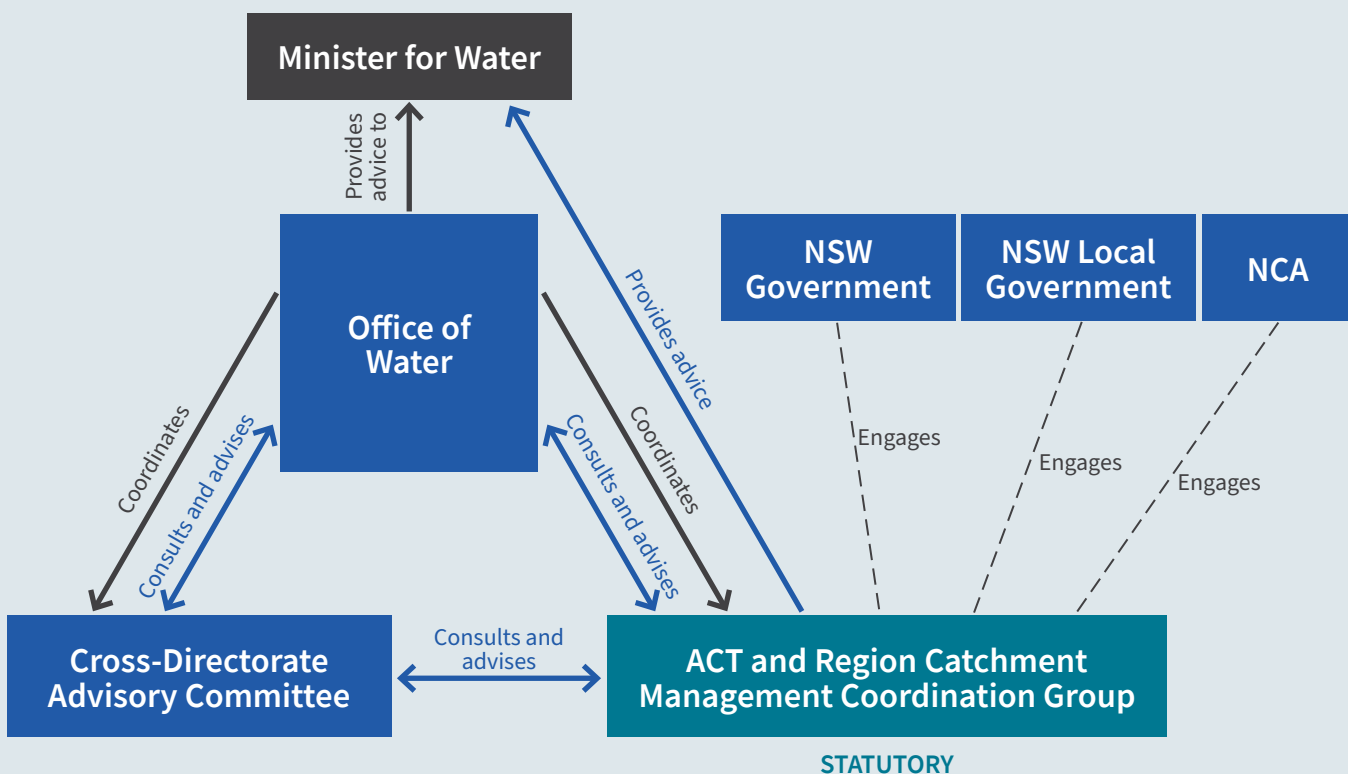 Minister for Water
Provides
advice to
Office of
Water
NSW
Government
NSW Local
Government
NCA
Provides advice
Coordinates
Consults and advises
Consults and advises
Coordinates
Engages
Engages
Engages
Cross-Directorate
Advisory Committee
Consults and
advises
ACT and Region Catchment
Management Coordination Group
STATUTORY